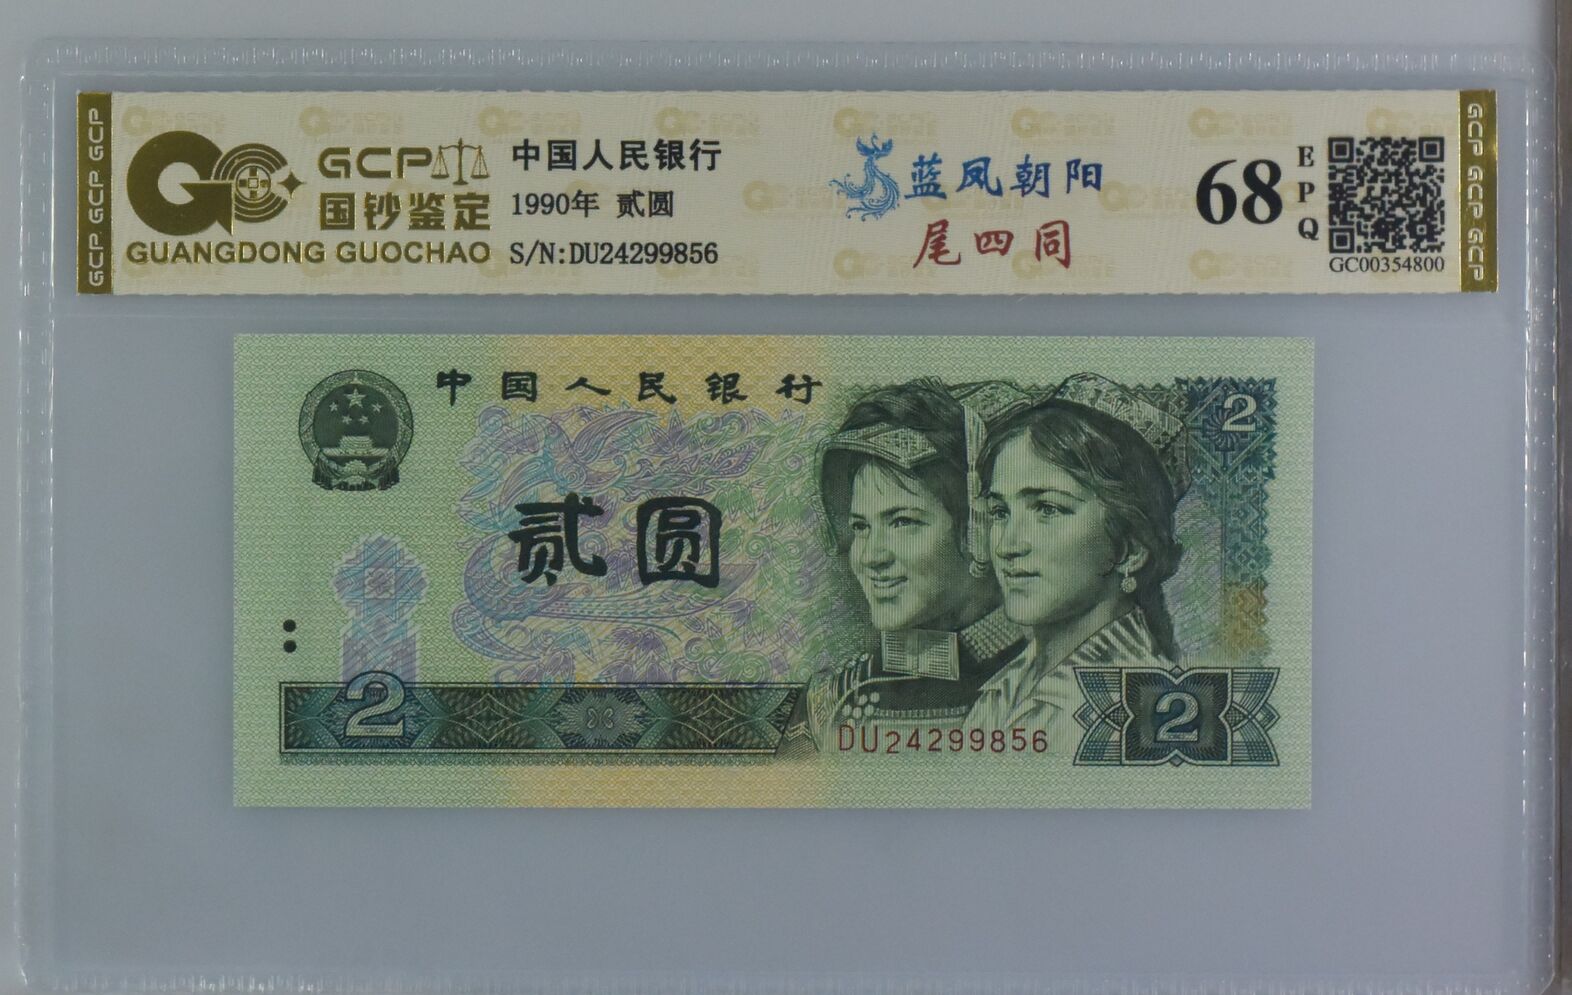 GCP GCP GCP
GCP
国钞鉴定
GUANGDONG GUOCHAO
中国人民银行
1990年 贰圆
S/N:DU24299856
蓝凤朝阳
尾四同
68
EPQ
GC00354800
GCP GCP GCP
中国人民银行
2
贰圆
2
DU24299856
2